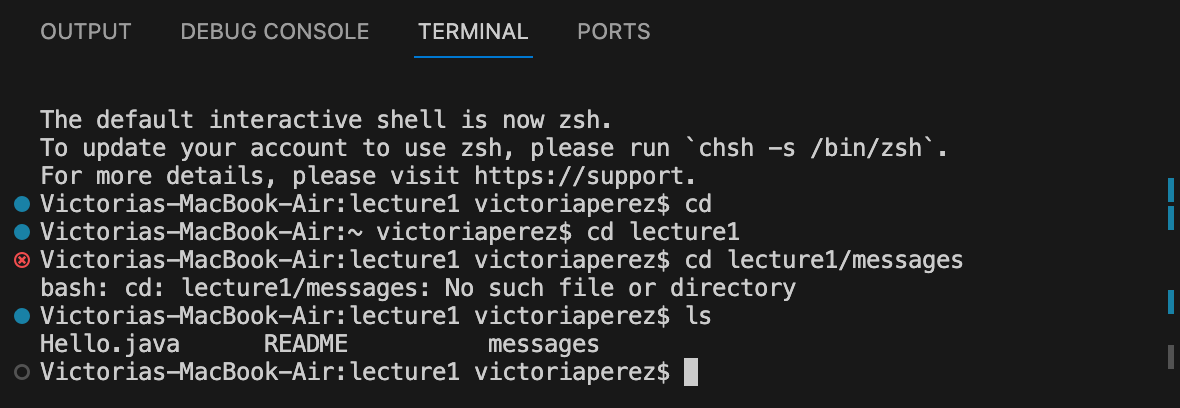 OUTPUT DEBUG CONSOLE TERMINAL PORTS
The default interactive shell is now zsh.
To update your account to use zsh, please run `chsh -s /bin/zsh`.
For more details, please visit https://support.
Victorias-MacBook-Air:lecture1 victoriaperez$ cd
Victorias-MacBook-Air:~ victoriaperez$ cd lecture1
Victorias-MacBook-Air:lecture1 victoriaperez$ cd lecture1/messages
bash: cd: lecture1/messages: No such file or directory
Victorias-MacBook-Air:lecture1 victoriaperez$ ls
Hello.java README messages
Victorias-MacBook-Air:lecture1 victoriaperez$